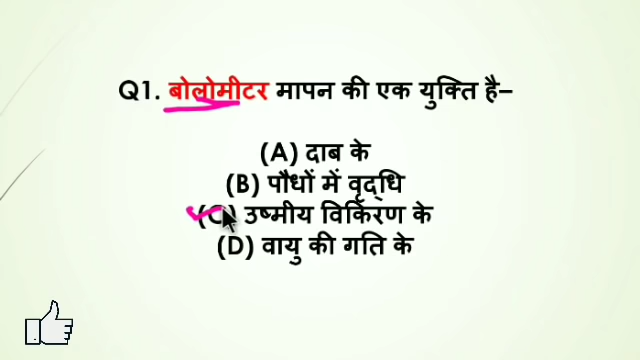 Q1. बोलोमीटर मापन की एक युक्ति है–
(A) दाब के
(B) पौधों में वृद्धि
(C) उष्मीय विकिरण के
(D) वायु की गति के